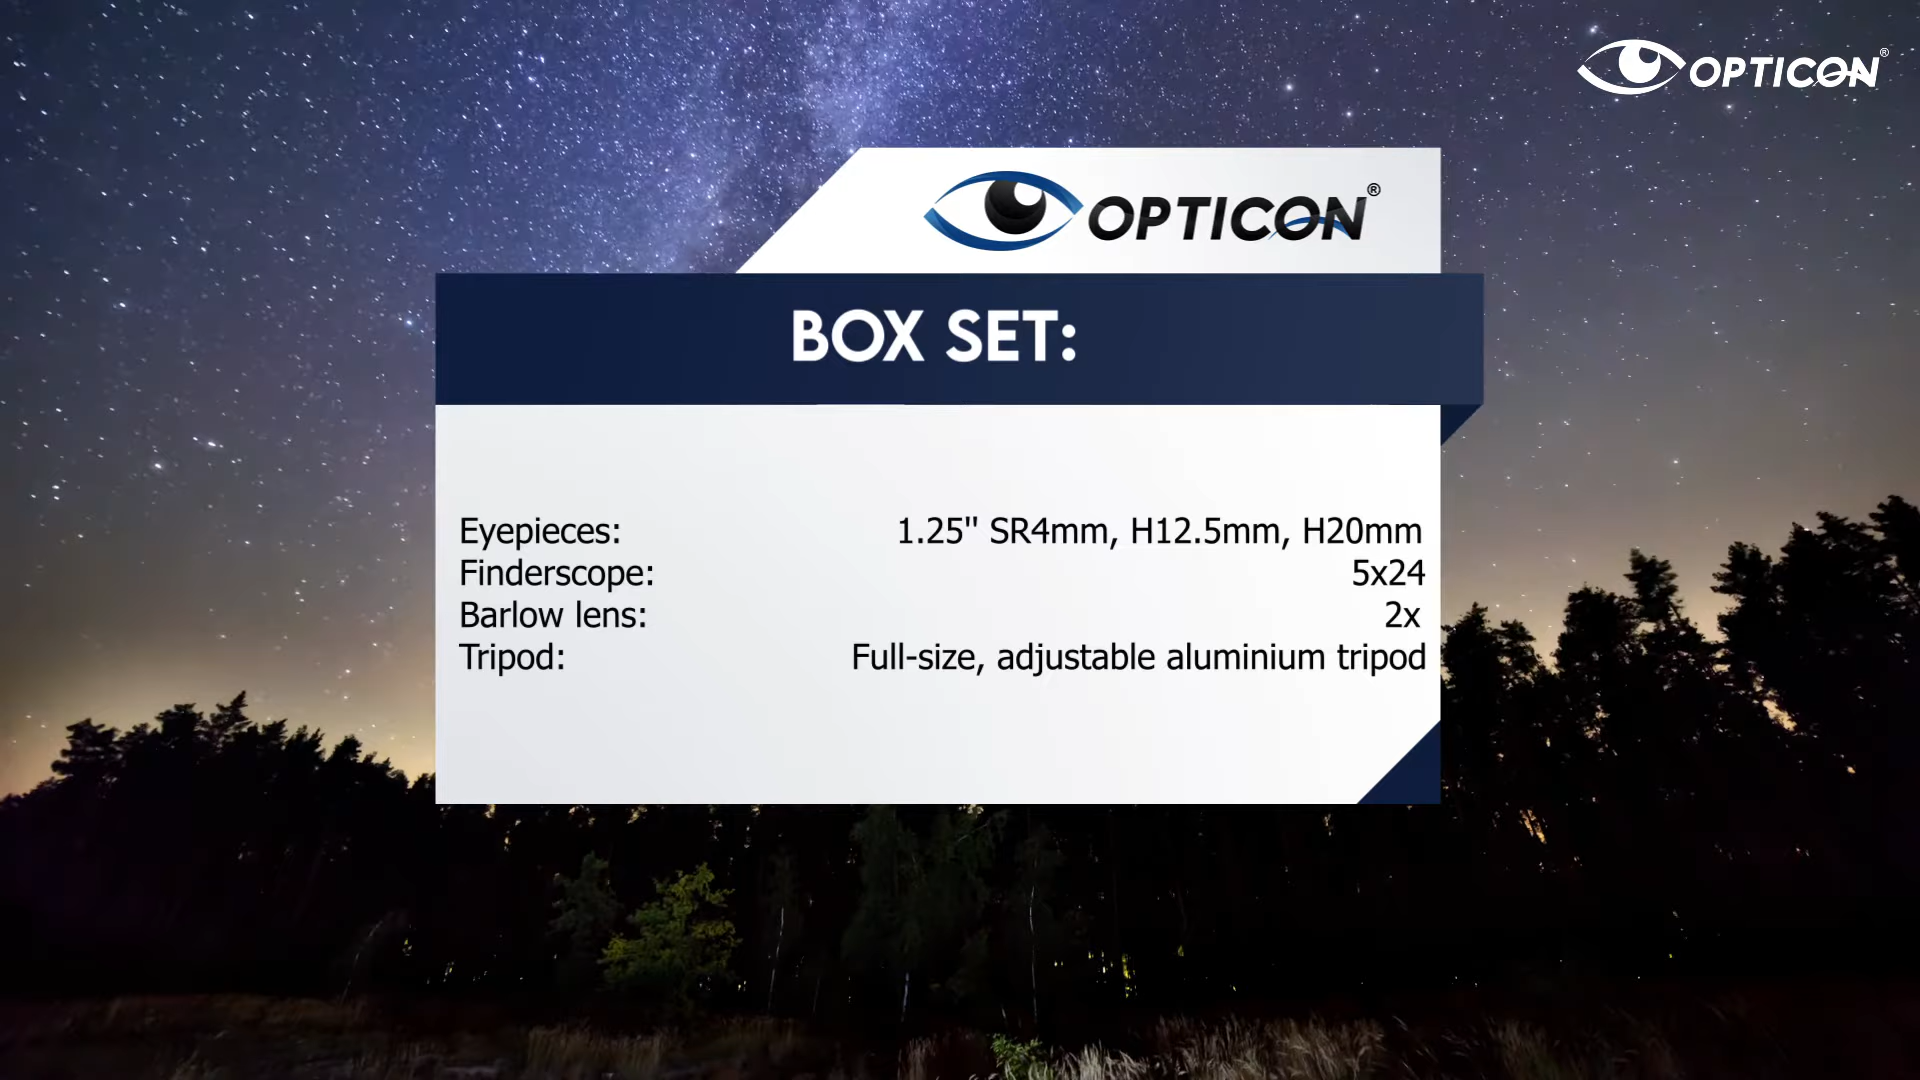 OPTICON®
OPTICON®
BOX SET:
Eyepieces: 1.25" SR4mm, H12.5mm, H20mm
Finderscope: 5x24
Barlow lens: 2x
Tripod: Full-size, adjustable aluminium tripod